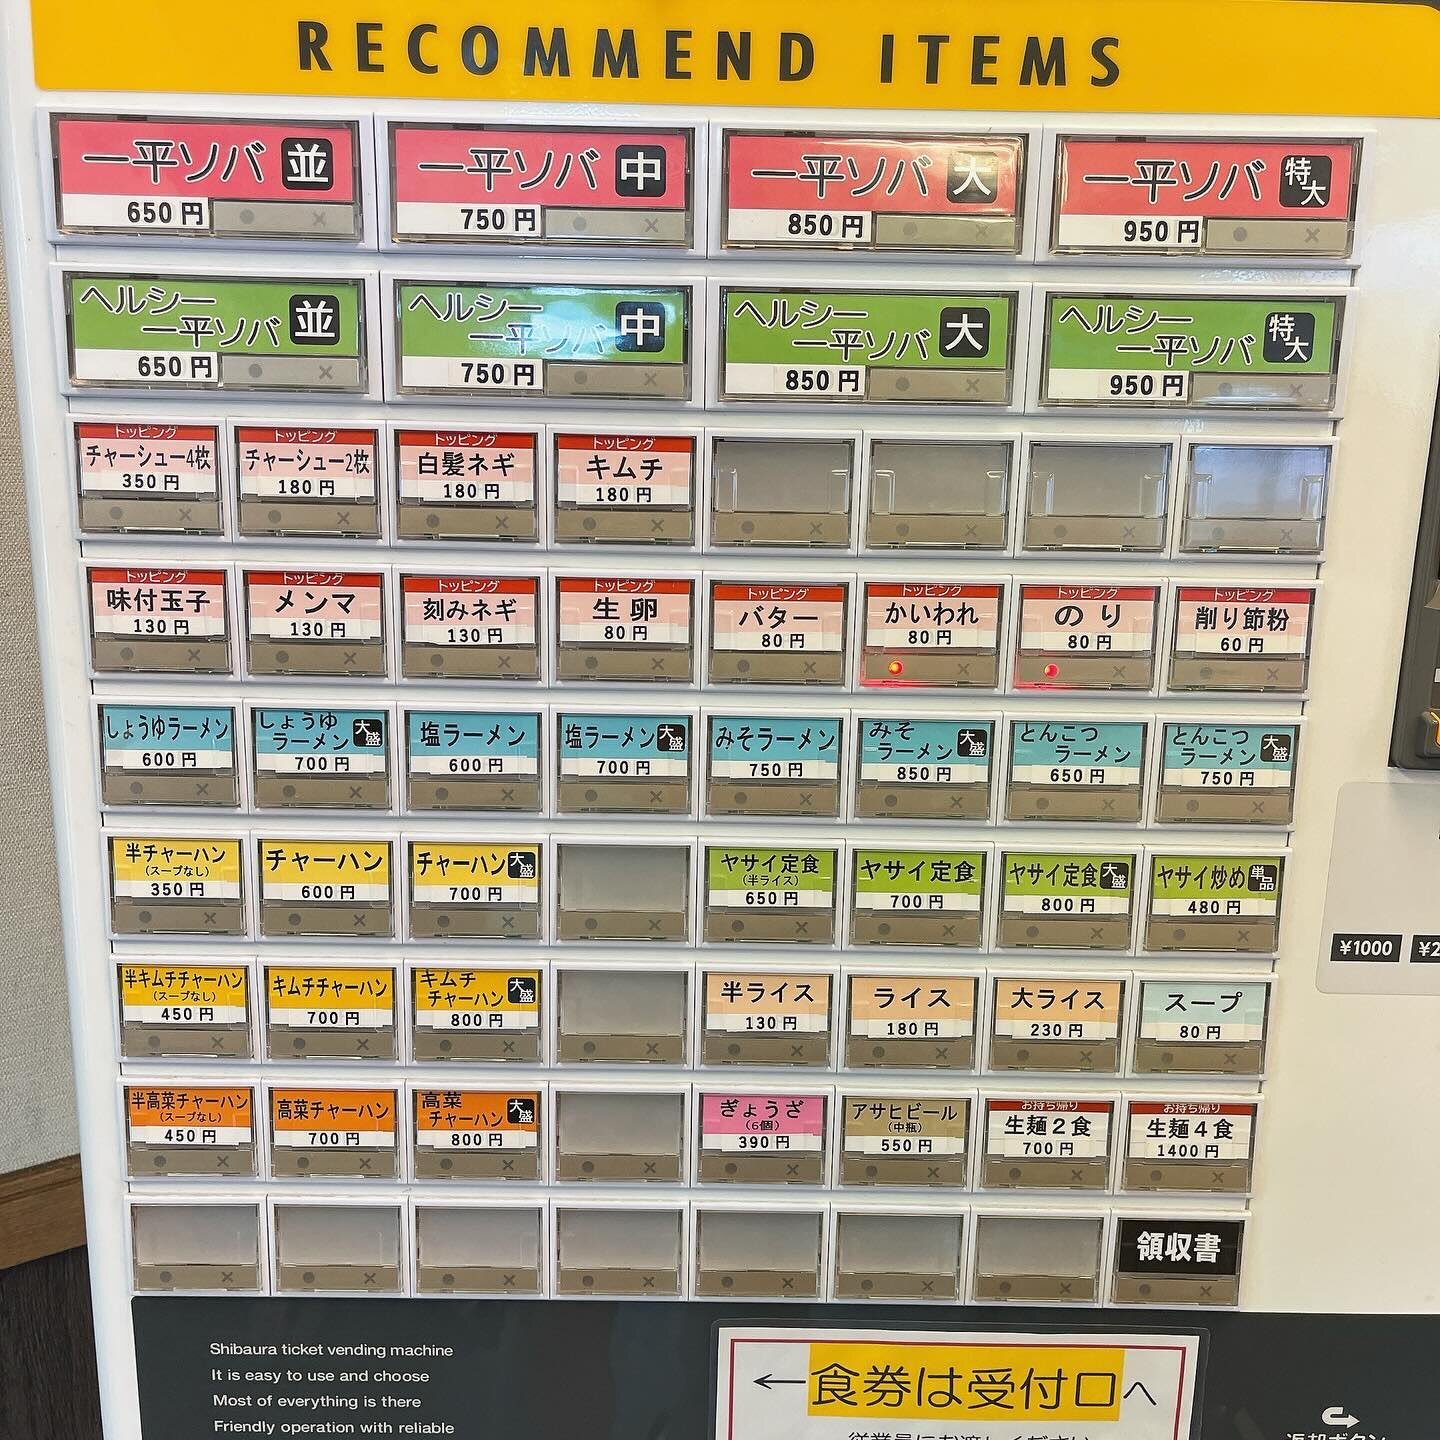 RECOMMEND ITEMS
一平ソバ 並
650円
一平ソバ 中
750円
一平ソバ 大
850円
一平ソバ 特大
950円
ヘルシー
一平ソバ 並
650円
ヘルシー
一平ソバ 中
750円
ヘルシー
一平ソバ 大
850円
ヘルシー
一平ソバ 特大
950円
トッピング
チャーシュー4枚
350円
トッピング
チャーシュー2枚
180円
トッピング
白髪ネギ
180円
トッピング
キムチ
180円
トッピング
味付玉子
130円
トッピング
メンマ
130円
トッピング
刻みネギ
130円
トッピング
生卵
80円
トッピング
バター
80円
トッピング
かいわれ
80円
トッピング
のり
80円
トッピング
削り節粉
60円
しょうゆラーメン
600円
しょうゆ
ラーメン 大盛
700円
塩ラーメン
600円
塩ラーメン 大盛
700円
みそラーメン
750円
みそ
ラーメン 大盛
850円
とんこつ
ラーメン
650円
とんこつ
ラーメン 大盛
750円
半チャーハン
(スープなし)
350円
チャーハン
600円
チャーハン 大盛
700円
ヤサイ定食
(半ライス)
650円
ヤサイ定食
700円
ヤサイ定食 大盛
800円
ヤサイ炒め 単品
480円
半キムチチャーハン
(スープなし)
450円
キムチチャーハン
700円
キムチ
チャーハン 大盛
800円
半ライス
130円
ライス
180円
大ライス
230円
スープ
80円
半高菜チャーハン
(スープなし)
450円
高菜チャーハン
700円
高菜
チャーハン 大盛
800円
ぎょうざ
(6個)
390円
アサヒビール
(中瓶)
550円
お持ち帰り
生麺2食
700円
お持ち帰り
生麺4食
1400円
領収書
¥1000
Shibaura ticket vending machine
It is easy to use and choose
Most of everything is there
Friendly operation with reliable
←食券は受付口へ